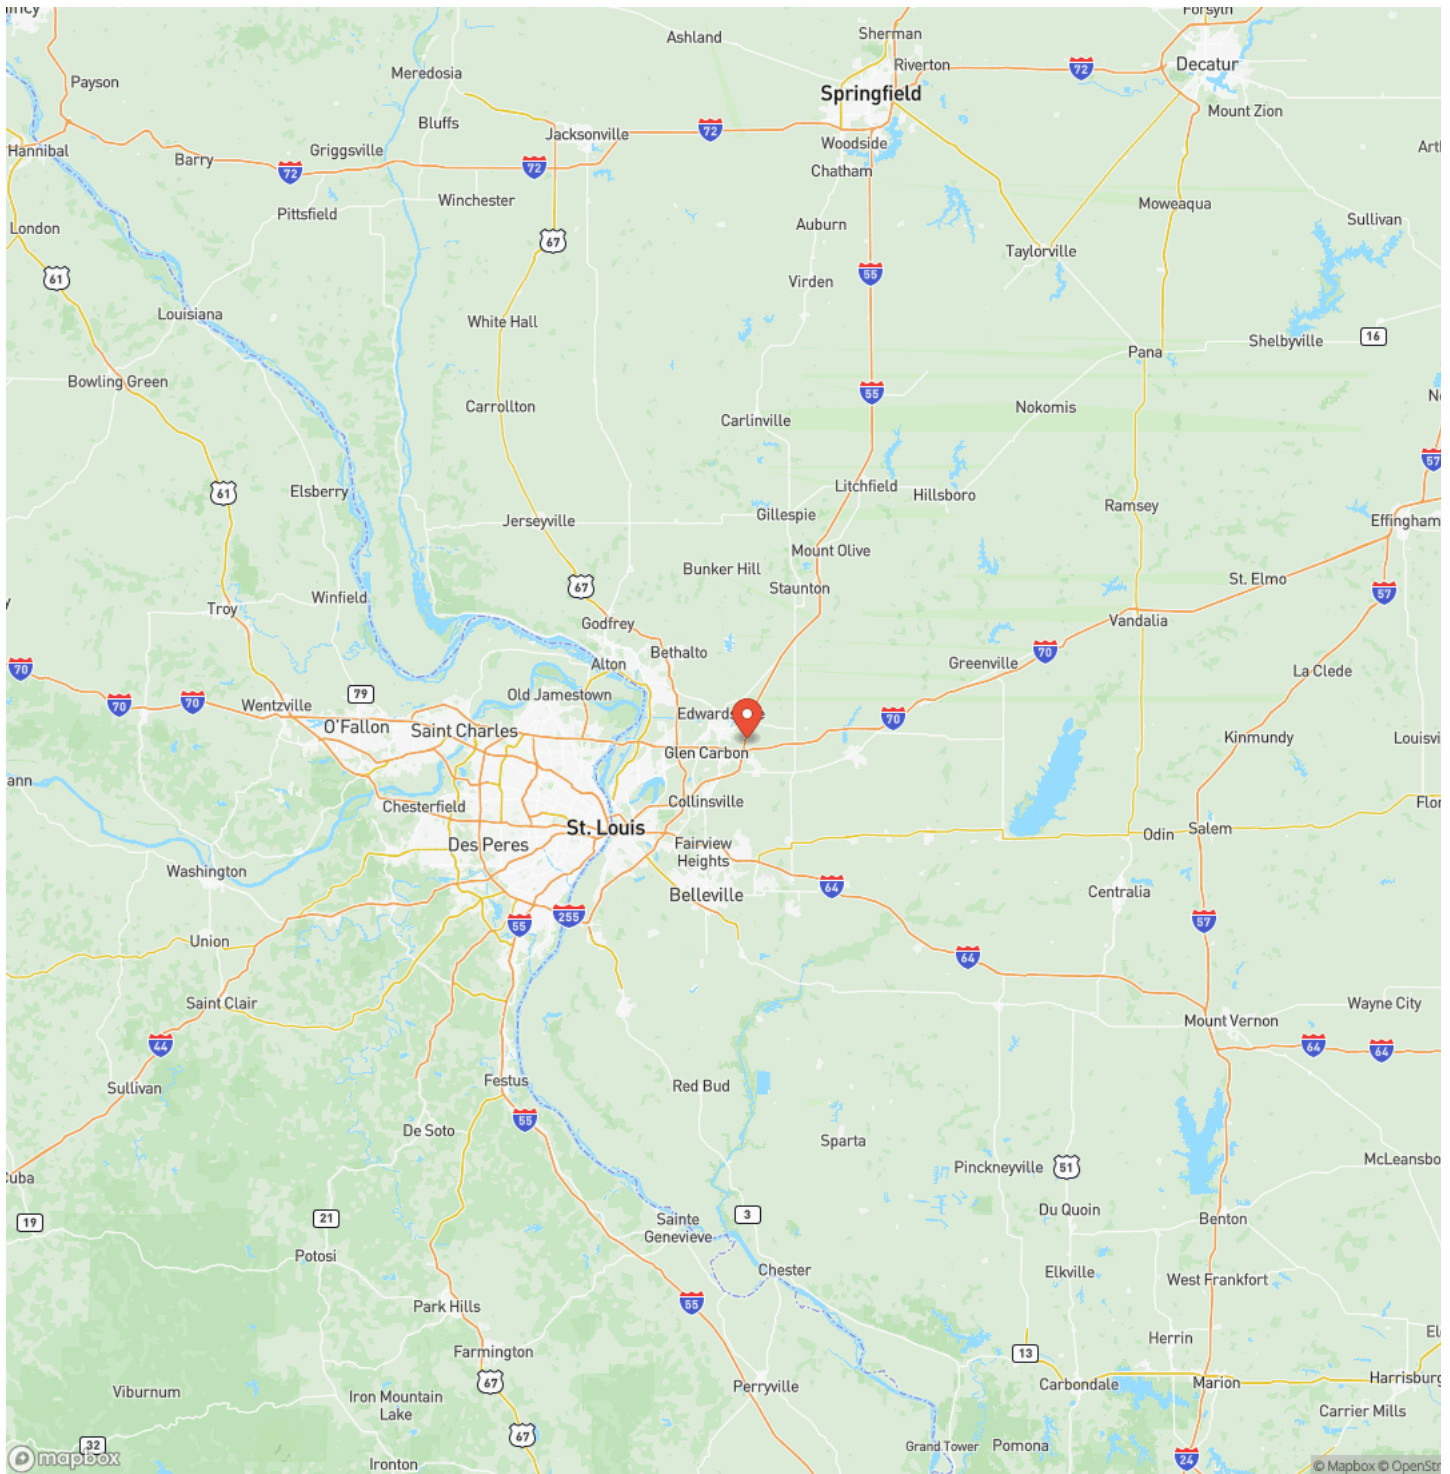 Forsyth
Sherman
Ashland
Riverton
72
Decatur
Meredosia
Payson
Springfield
Mount Zion
Bluffs
72
Jacksonville
Woodside
Hannibal
Griggsville
Barry
72
72
Chatham
Winchester
Pittsfield
Moweaqua
Sullivan
London
Auburn
67
Taylorville
61
55
Virden
Louisiana
White Hall
Shelbyville
16
Pana
Bowling Green
55
Carrollton
Nokomis
Carlinville
57
Elsberry
61
Litchfield
Hillsboro
Ramsey
Gillespie
Jerseyville
Effingham
Mount Olive
Bunker Hill
St. Elmo
67
Staunton
57
Winfield
Troy
Godfrey
Vandalia
Bethalto
70
Greenville
Alton
70
La Clede
79
Old Jamestown
70
70
Wentzville
Edwards
70
O'Fallon
Saint Charles
Kinmundy
Glen Carbon
Collinsville
Chesterfield
St. Louis
Salem
Odin
Des Peres
Fairview
Heights
Washington
64
Belleville
Centralia
55
255
57
Union
64
Saint Clair
Wayne City
Mount Vernon
44
64
64
Festus
Red Bud
Sullivan
55
De Soto
Sparta
Pinckneyville
51
Du Quoin
19
21
3
Sainte
Genevieve
Benton
Potosi
Chester
Elkville
West Frankfort
55
Park Hills
Herrin
Farmington
13
67
Perryville
Carbondale
Marion
Viburnum
Iron Mountain
Lake
Carrier Mills
67
32
Grand Tower
Pomona
mapbox
Ironton
24
© Mapbox © OpenStr